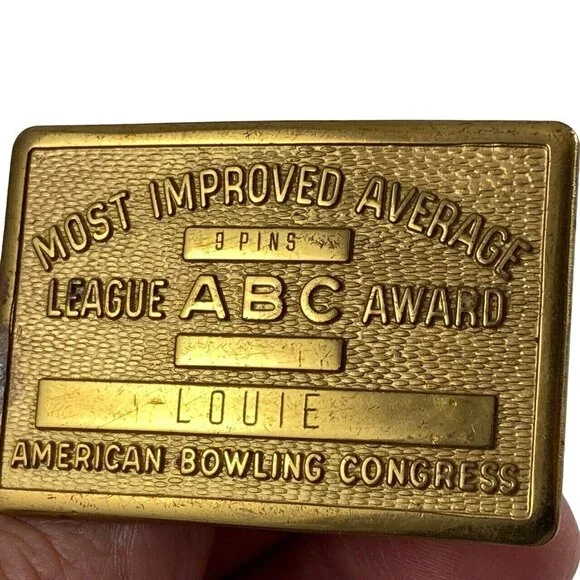 MOST IMPROVED AVERAGE
9 PINS
LEAGUE ABC AWARD
LOUIE
AMERICAN BOWLING CONGRESS